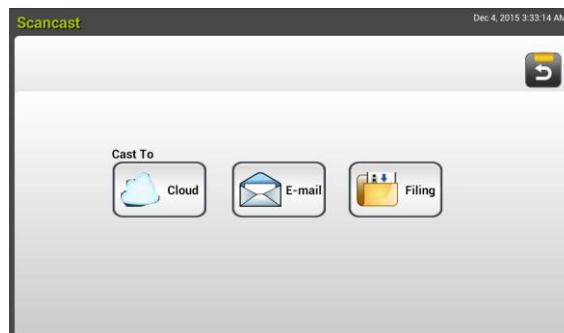 Scancast
Dec 4, 2015 3:33:14 AM
Cast To
Cloud
E-mail
Filing